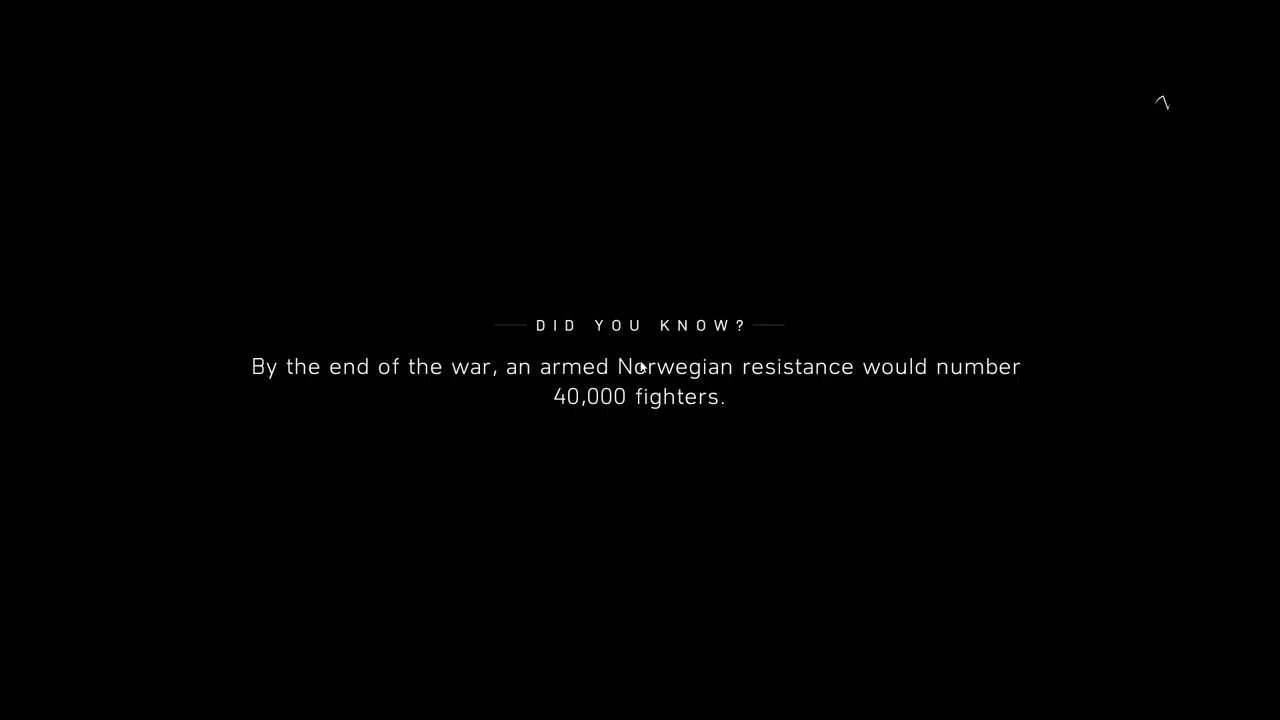 DID YOU KNOW?
By the end of the war, an armed Norwegian resistance would number
40,000 fighters.